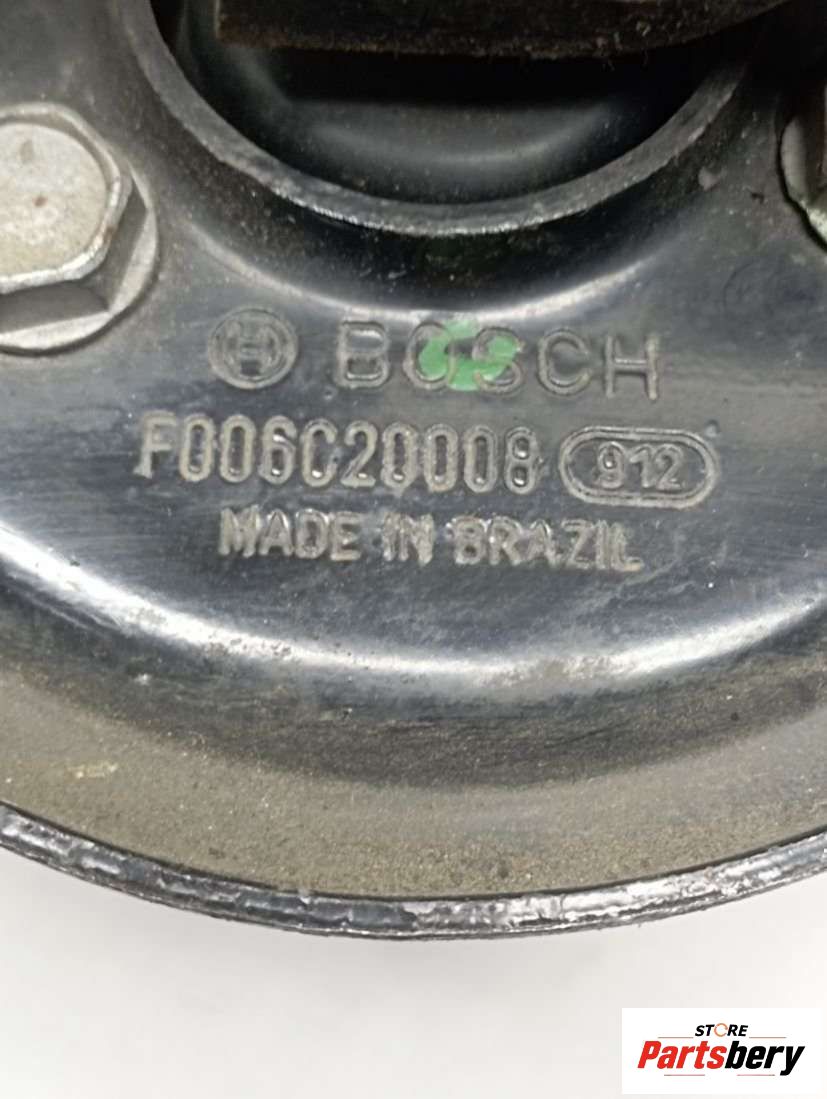 BOSCH
F006C20008 912
MADE IN BRAZIL
STORE
Partsbery